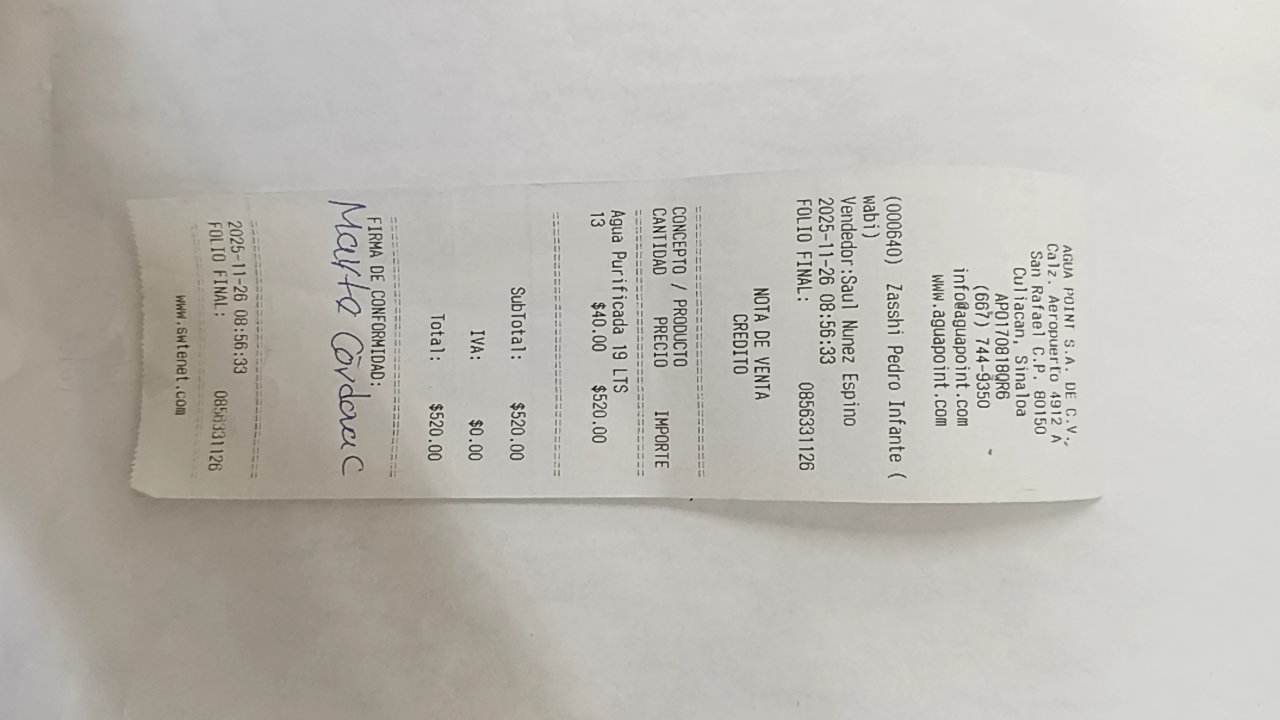 AGUA POINT S.A. DE C.V.,
Calz. Aeropuerto 4912 A
San Rafael C.P. 80150
Culiacan, Sinaloa
APO170818QR6
(667) 744-9350
info@aguapoint.com
www.aguapoint.com
(000640) Zasshi Pedro Infante (
wabi)
Vendedor:Saul Nunez Espino
2025-11-26 08:56:33
FOLIO FINAL: 0856331126
NOTA DE VENTA
CREDITO
CONCEPTO / PRODUCTO
CANTIDAD PRECIO IMPORTE
Agua Purificada 19 LTS
13 $40.00 $520.00
SubTotal: $520.00
IVA: $0.00
Total: $520.00
FIRMA DE CONFORMIDAD:
Marta Córdova C
2025-11-26 08:56:33
FOLIO FINAL: 0856331126
www.swtenet.com